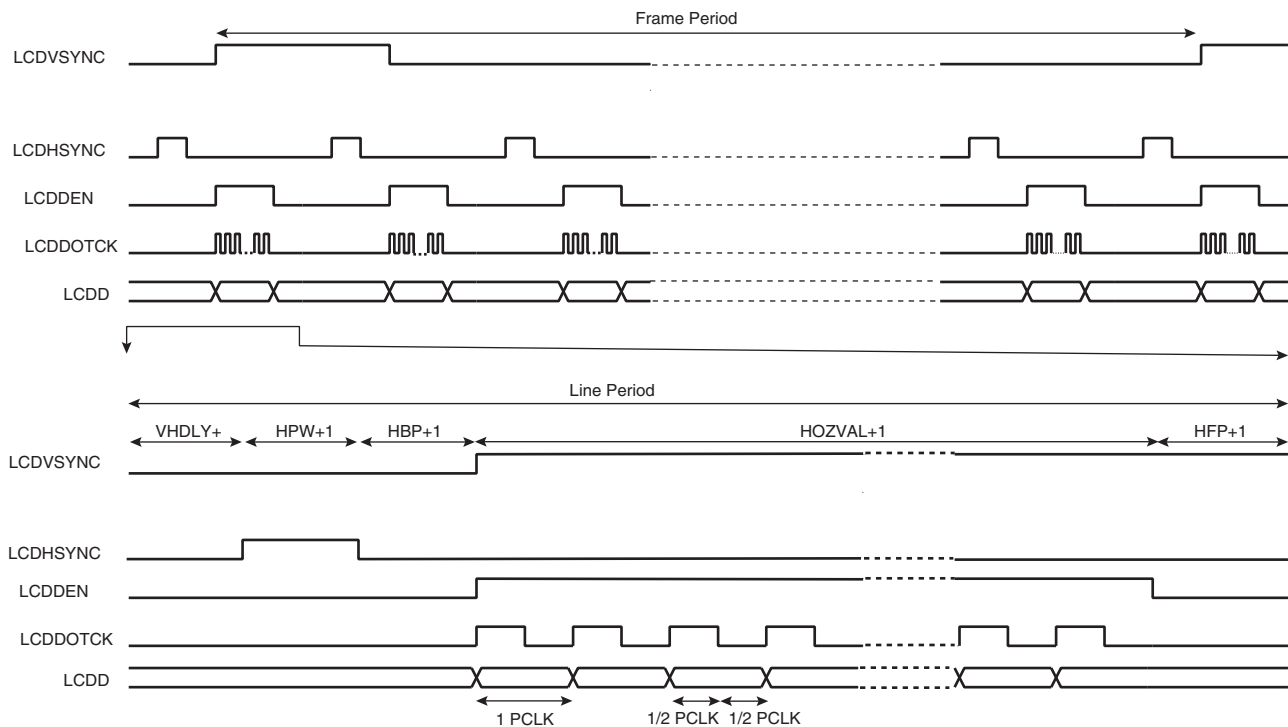 Frame Period
LCDVSYNC
LCDHSYNC
LCDDEN
LCDDOTCK
LCDD
Line Period
VHDLY+ HPW+1 HBP+1 HOZVAL+1 HFP+1
LCDVSYNC
LCDHSYNC
LCDDEN
LCDDOTCK
LCDD
1 PCLK 1/2 PCLK 1/2 PCLK